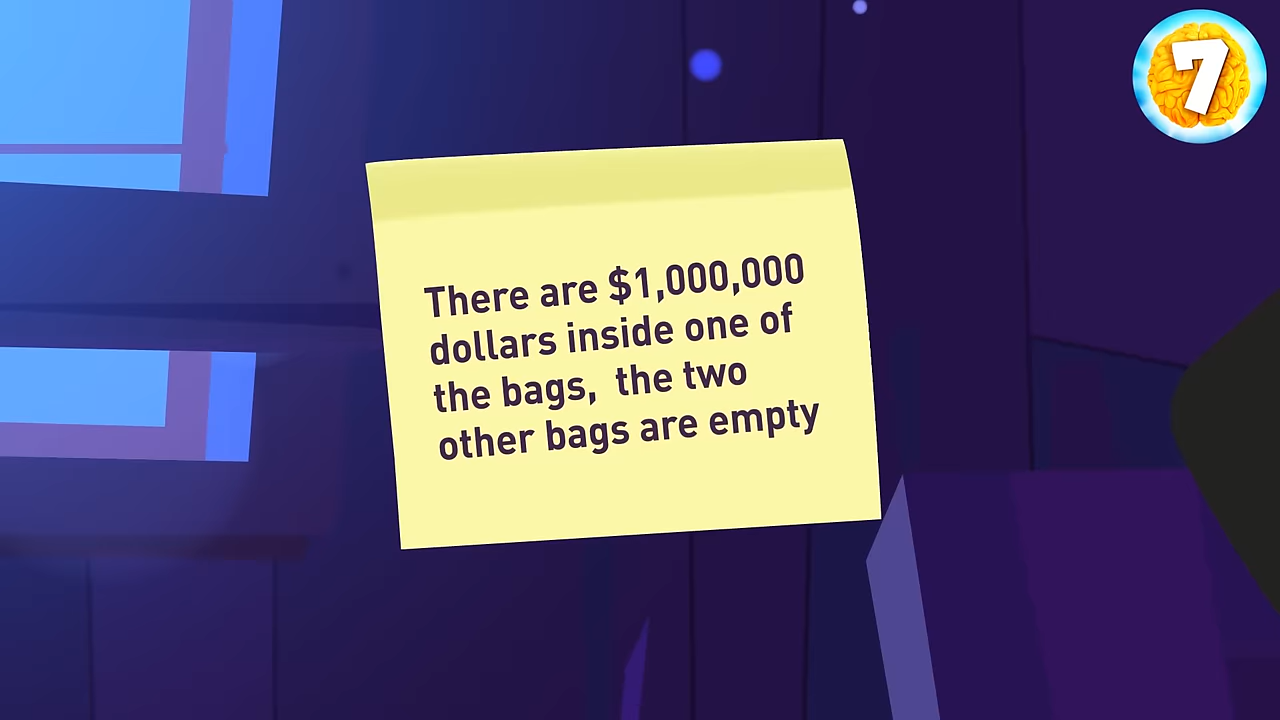 7
There are $1,000,000
dollars inside one of
the bags,  the two
other bags are empty